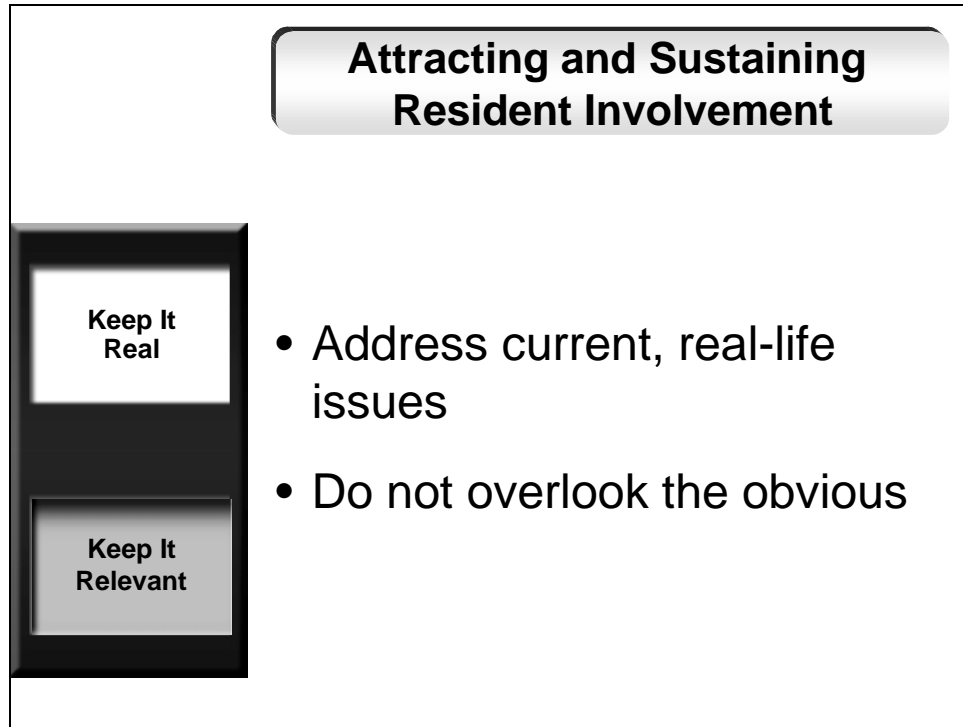 Attracting and Sustaining
Resident Involvement
Keep It
Real
Keep It
Relevant
• Address current, real-life
issues
• Do not overlook the obvious